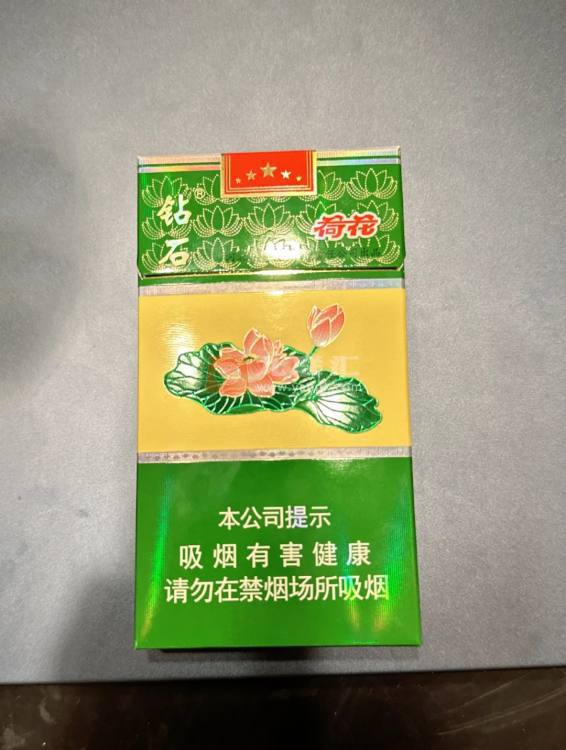 钻石®
荷花
本公司提示
吸烟有害健康
请勿在禁烟场所吸烟